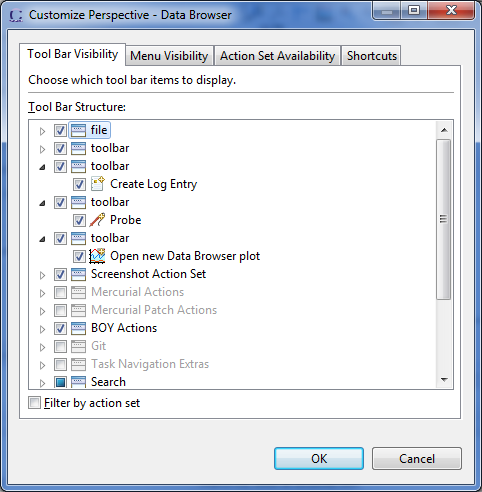 Customize Perspective - Data Browser
Tool Bar Visibility Menu Visibility Action Set Availability Shortcuts
Choose which tool bar items to display.
Tool Bar Structure:
file
toolbar
toolbar
Create Log Entry
toolbar
Probe
toolbar
Open new Data Browser plot
Screenshot Action Set
Mercurial Actions
Mercurial Patch Actions
BOY Actions
Git
Task Navigation Extras
Search
Filter by action set
OK Cancel